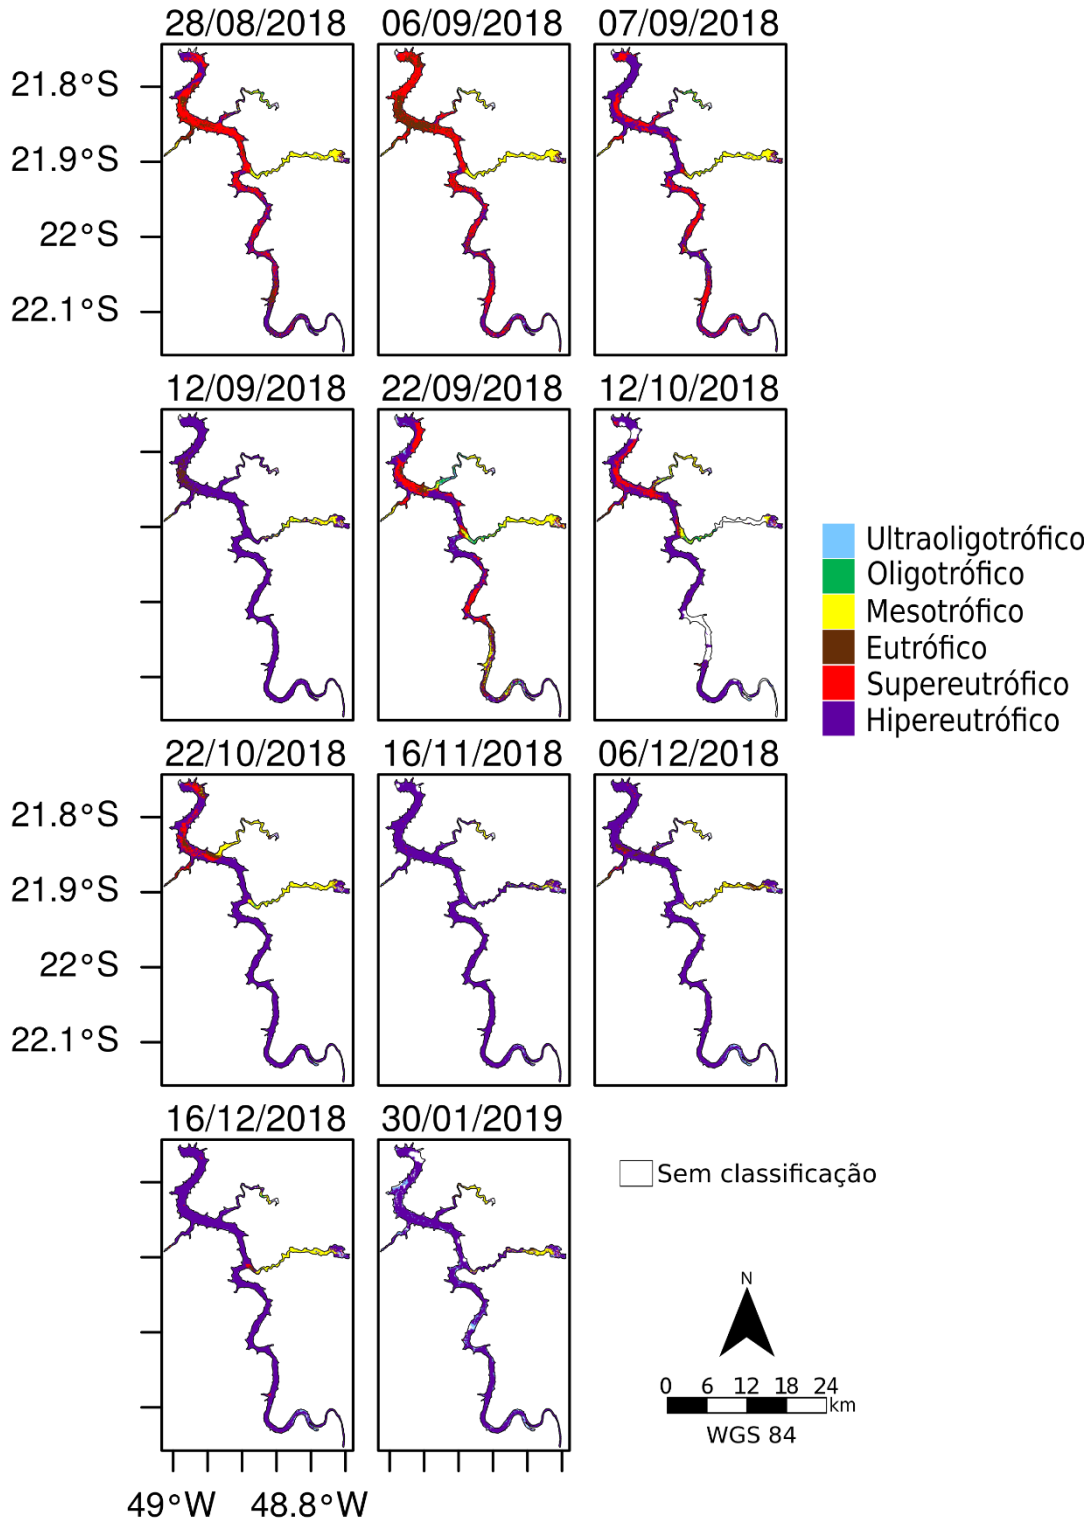 28/08/2018 06/09/2018 07/09/2018
21.8°S
21.9°S
22°S
22.1°S
12/09/2018 22/09/2018 12/10/2018
Ultraoligotrófico
Oligotrófico
Mesotrófico
Eutrófico
Supereutrófico
Hipereutrófico
22/10/2018 16/11/2018 06/12/2018
21.8°S
21.9°S
22°S
22.1°S
16/12/2018 30/01/2019
Sem classificação
N
0 6 12 18 24
km
WGS 84
49°W 48.8°W